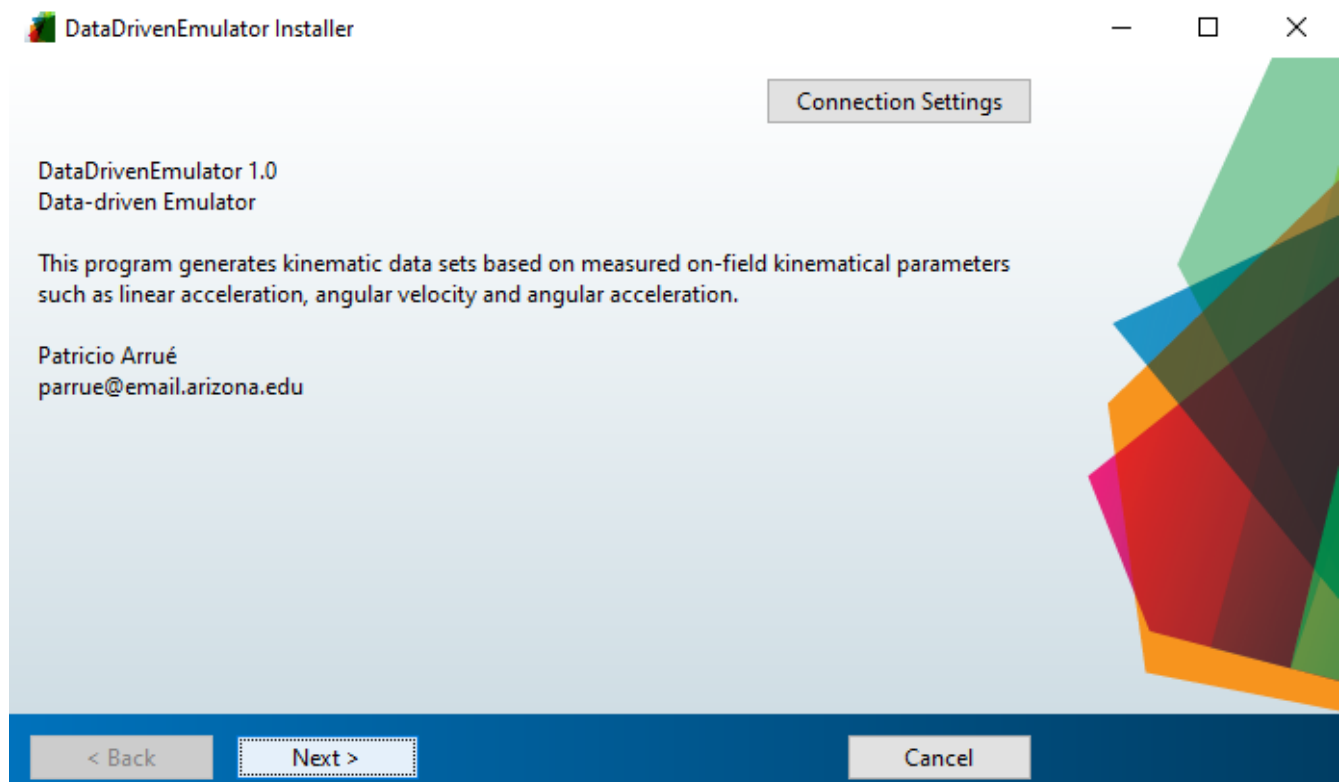 DataDrivenEmulator Installer
Connection Settings
DataDrivenEmulator 1.0
Data-driven Emulator
This program generates kinematic data sets based on measured on-field kinematical parameters
such as linear acceleration, angular velocity and angular acceleration.
Patricio Arrué
parrue@email.arizona.edu
< Back
Next >
Cancel